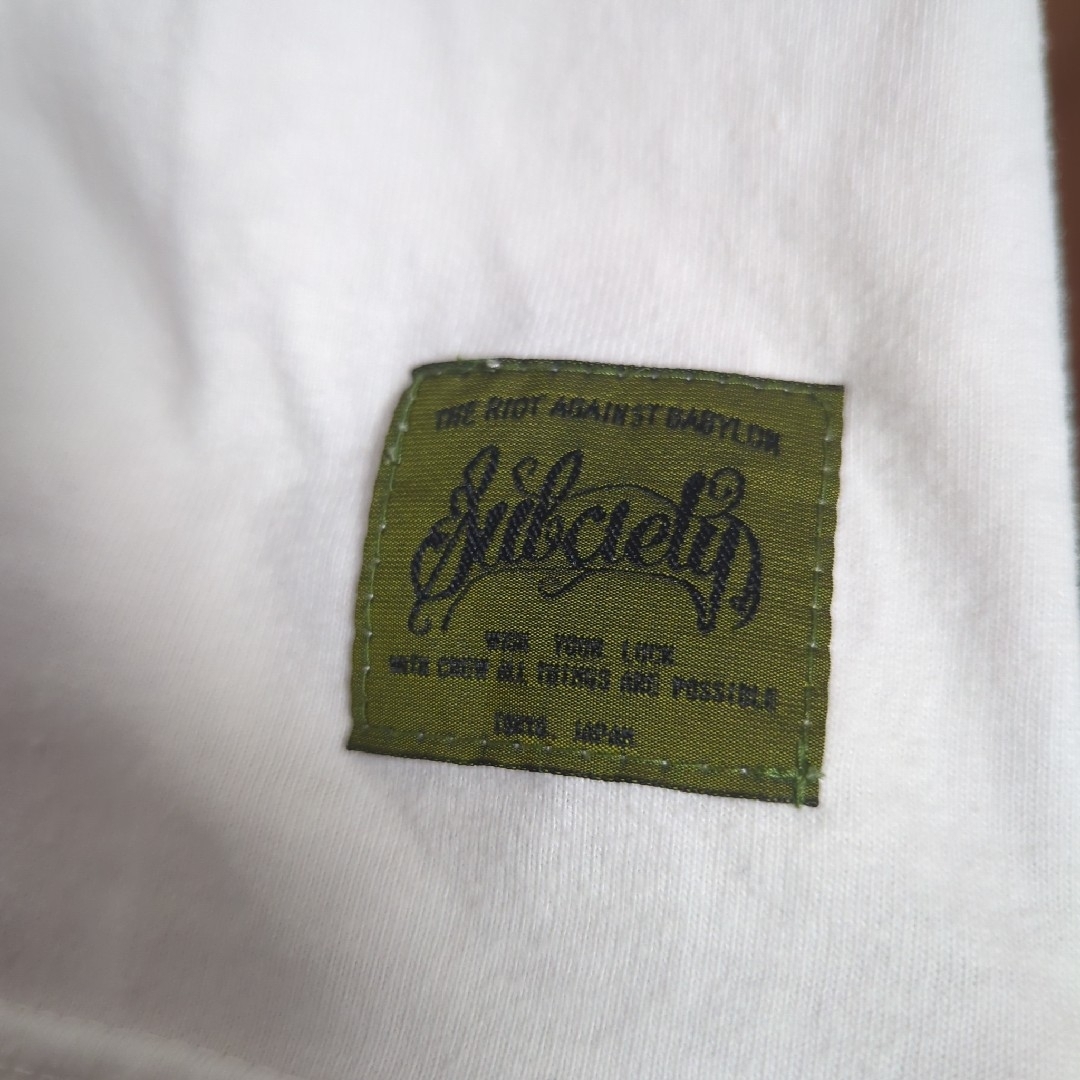 THE RIOT AGAINST BABYLON
Subciety
WISH YOUR LUCK
WITH CROW ALL THINGS ARE POSSIBLE
TOKYO. JAPAN